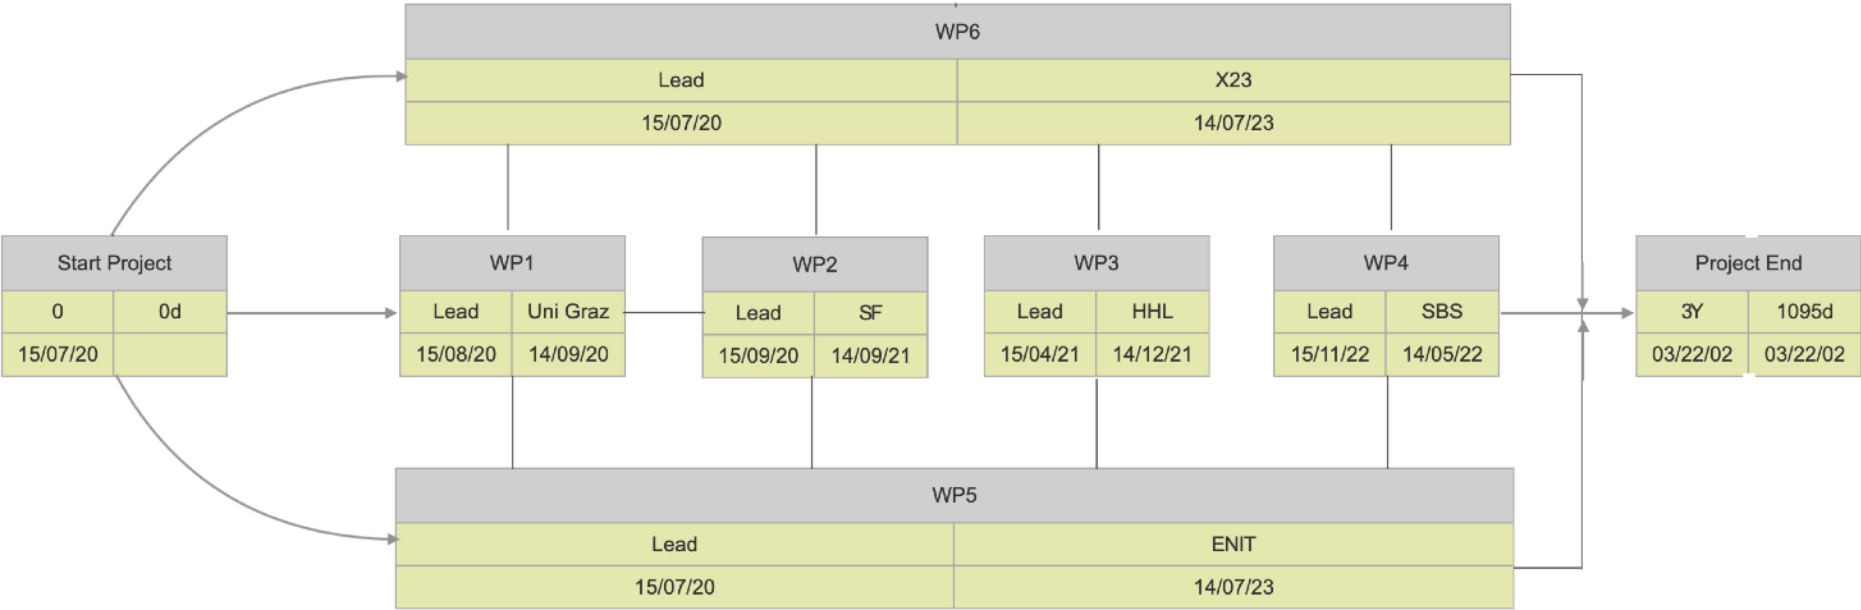 WP6
Lead X23
15/07/20 14/07/23
Start Project WP1 WP2 WP3 WP4 Project End
0 0d Lead Uni Graz Lead SF Lead HHL Lead SBS 3Y 1095d
15/07/20 15/08/20 14/09/20 15/09/20 14/09/21 15/04/21 14/12/21 15/11/22 14/05/22 03/22/02 03/22/02
WP5
Lead ENIT
15/07/20 14/07/23